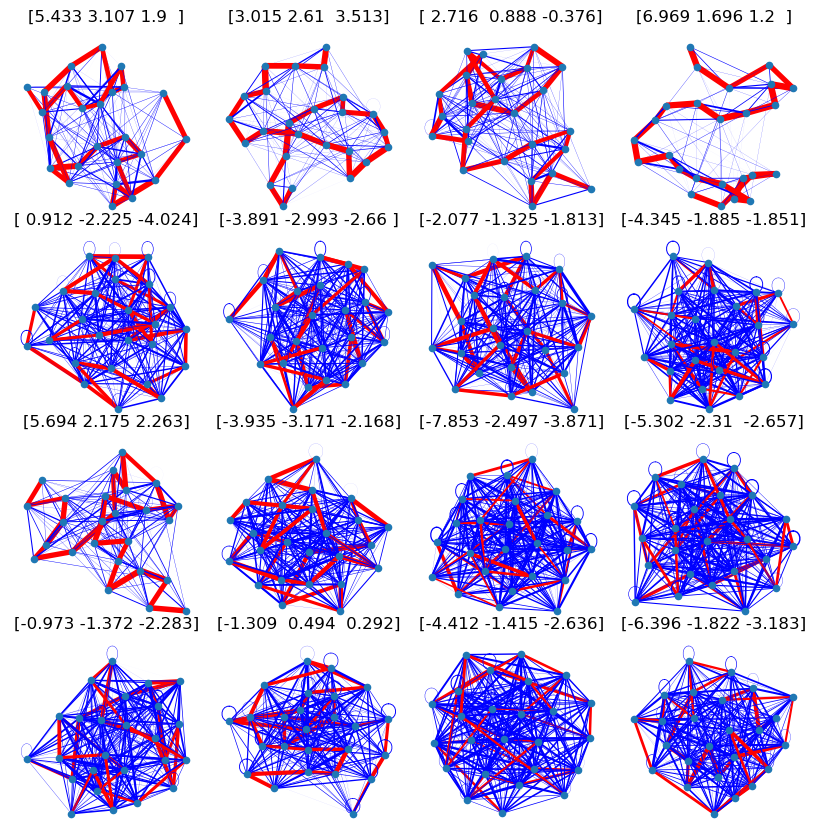 [5.433 3.107 1.9  ]
[3.015 2.61  3.513]
[ 2.716  0.888 -0.376]
[6.969 1.696 1.2  ]
[ 0.912 -2.225 -4.024]
[-3.891 -2.993 -2.66 ]
[-2.077 -1.325 -1.813]
[-4.345 -1.885 -1.851]
[5.694 2.175 2.263]
[-3.935 -3.171 -2.168]
[-7.853 -2.497 -3.871]
[-5.302 -2.31  -2.657]
[-0.973 -1.372 -2.283]
[-1.309  0.494  0.292]
[-4.412 -1.415 -2.636]
[-6.396 -1.822 -3.183]